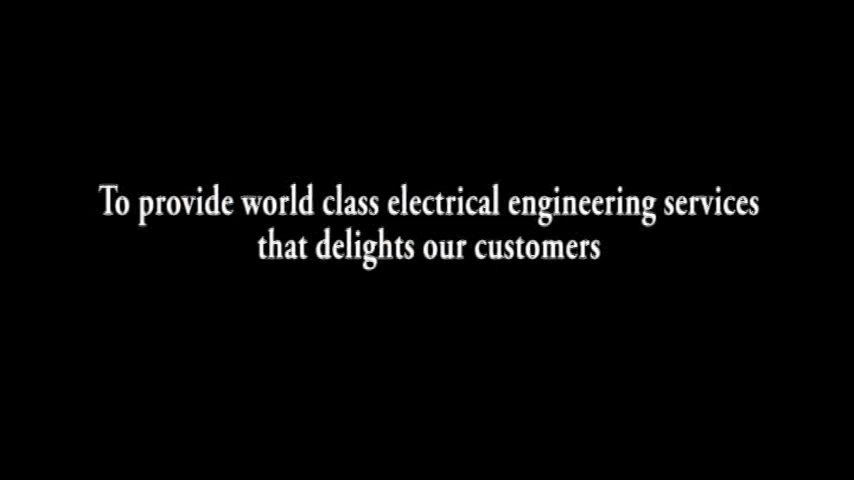 To provide world class electrical engineering services
that delights our customers